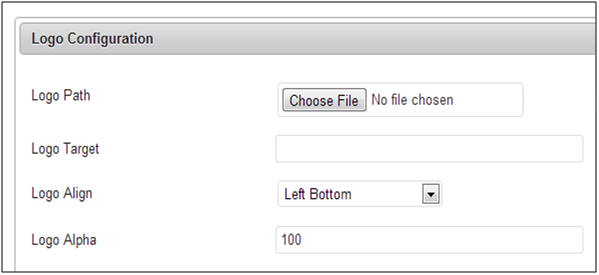 Logo Configuration
Logo Path Choose File No file chosen
Logo Target
Logo Align Left Bottom
Logo Alpha 100